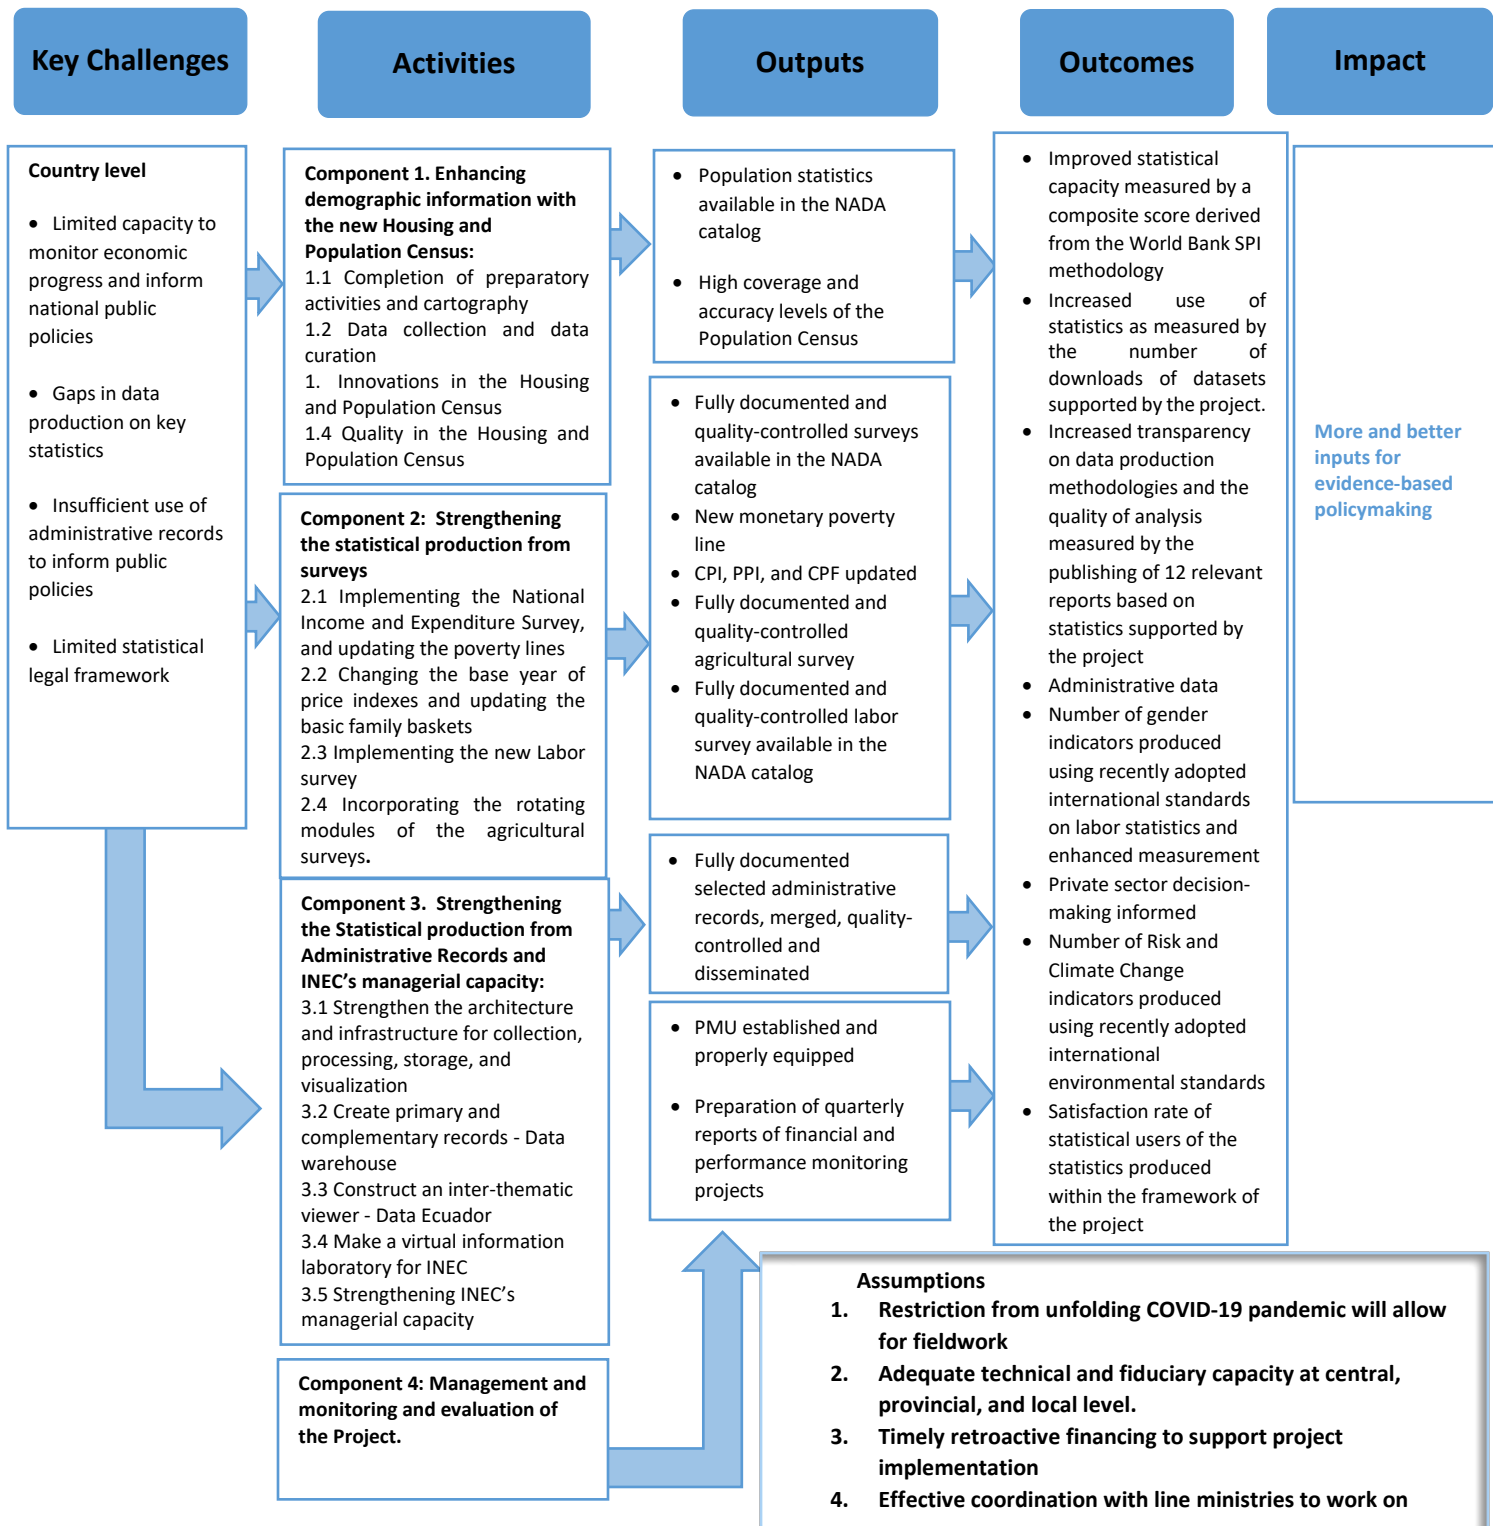 Key Challenges
Activities
Outputs
Outcomes
Impact
Country level
• Limited capacity to
monitor economic
progress and inform
national public
policies
• Gaps in data
production on key
statistics
• Insufficient use of
administrative records
to inform public
policies
• Limited statistical
legal framework
Component 1. Enhancing
demographic information with
the new Housing and
Population Census:
1.1 Completion of preparatory
activities and cartography
1.2 Data collection and data
curation
1. Innovations in the Housing
and Population Census
1.4 Quality in the Housing and
Population Census
Component 2: Strengthening
the statistical production from
surveys
2.1 Implementing the National
Income and Expenditure Survey,
and updating the poverty lines
2.2 Changing the base year of
price indexes and updating the
basic family baskets
2.3 Implementing the new Labor
survey
2.4 Incorporating the rotating
modules of the agricultural
surveys.
Component 3. Strengthening
the Statistical production from
Administrative Records and
INEC's managerial capacity:
3.1 Strengthen the architecture
and infrastructure for collection,
processing, storage, and
visualization
3.2 Create primary and
complementary records - Data
warehouse
3.3 Construct an inter-thematic
viewer - Data Ecuador
3.4 Make a virtual information
laboratory for INEC
3.5 Strengthening INEC's
managerial capacity
Component 4: Management and
monitoring and evaluation of
the Project.
• Population statistics
available in the NADA
catalog
• High coverage and
accuracy levels of the
Population Census
• Fully documented and
quality-controlled surveys
available in the NADA
catalog
• New monetary poverty
line
• CPI, PPI, and CPF updated
• Fully documented and
quality-controlled
agricultural survey
• Fully documented and
quality-controlled labor
survey available in the
NADA catalog
• Fully documented
selected administrative
records, merged, quality-
controlled and
disseminated
• PMU established and
properly equipped
• Preparation of quarterly
reports of financial and
performance monitoring
projects
• Improved statistical
capacity measured by a
composite score derived
from the World Bank SPI
methodology
• Increased use of
statistics as measured by
the number of
downloads of datasets
supported by the project.
• Increased transparency
on data production
methodologies and the
quality of analysis
measured by the
publishing of 12 relevant
reports based on
statistics supported by
the project
• Administrative data
• Number of gender
indicators produced
using recently adopted
international standards
on labor statistics and
enhanced measurement
• Private sector decision-
making informed
• Number of Risk and
Climate Change
indicators produced
using recently adopted
international
environmental standards
• Satisfaction rate of
statistical users of the
statistics produced
within the framework of
the project
More and better
inputs for
evidence-based
policymaking
Assumptions
1. Restriction from unfolding COVID-19 pandemic will allow
for fieldwork
2. Adequate technical and fiduciary capacity at central,
provincial, and local level.
3. Timely retroactive financing to support project
implementation
4. Effective coordination with line ministries to work on